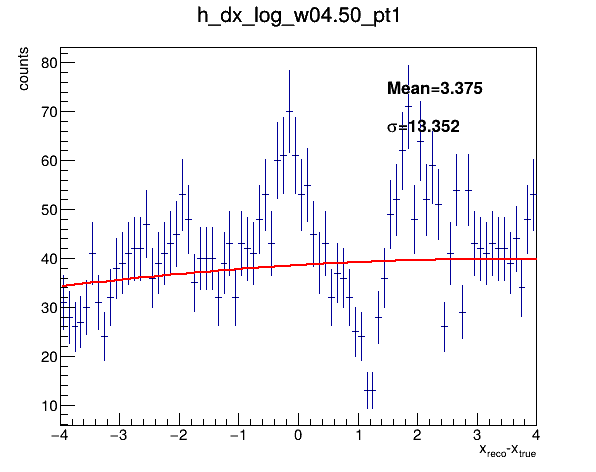 h_dx_log_w04.50_pt1
counts
80
70
60
50
40
30
20
10
Mean=3.375
σ=13.352
−4 −3 −2 −1 0 1 2 3 4
x_reco-x_true